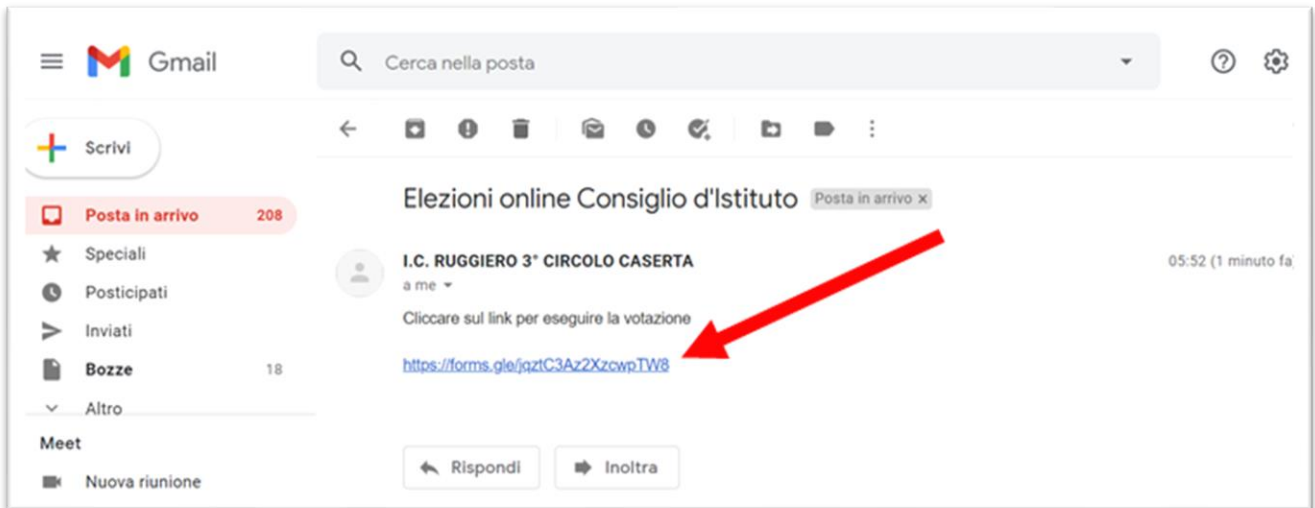 Gmail
Cerca nella posta
Scrivi
Posta in arrivo 208
Speciali
Posticipati
Inviati
Bozze 18
Altro
Meet
Nuova riunione
Elezioni online Consiglio d'Istituto Posta in arrivo x
I.C. RUGGIERO 3° CIRCOLO CASERTA 05:52 (1 minuto fa)
a me
Cliccare sul link per eseguire la votazione
https://forms.gle/jqztC3Az2XzcwpTW8
Rispondi Inoltra